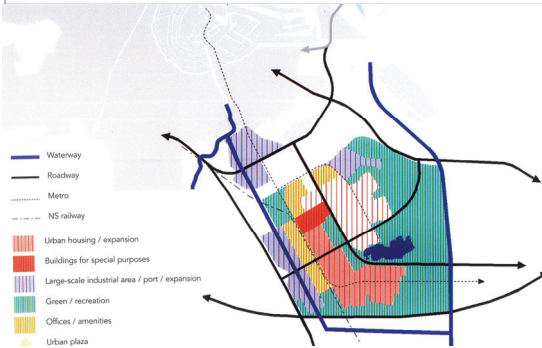 Waterway
Roadway
Metro
NS railway
Urban housing / expansion
Buildings for special purposes
Large-scale industrial area / port / expansion
Green / recreation
Offices / amenities
Urban plaza